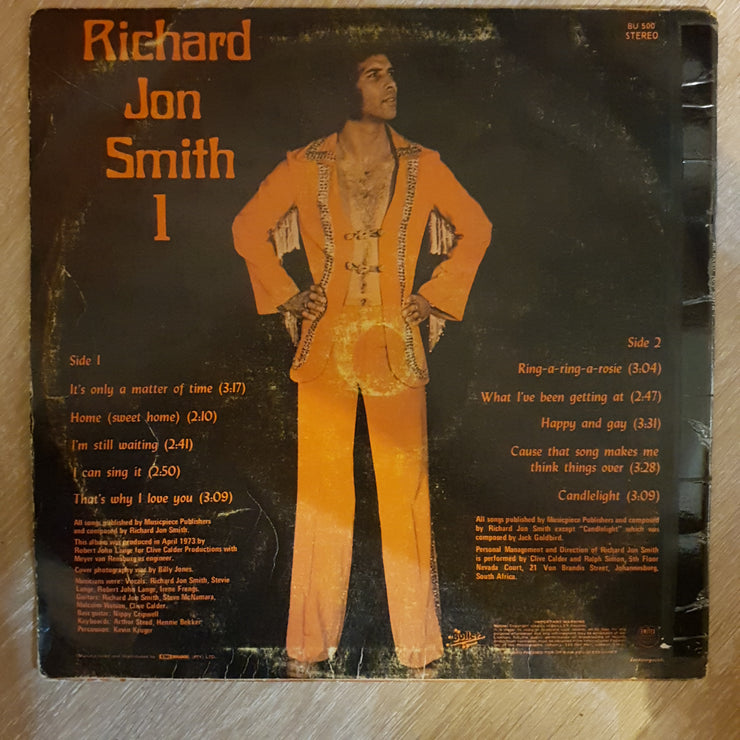 Richard
Jon
Smith
1
BU 500
STEREO
Side 1
It's only a matter of time (3:17)
Home (sweet home) (2:10)
I'm still waiting (2:41)
I can sing it (2:50)
That's why I love you (3:09)
All songs published by Musicpiece Publishers
and composed by Richard Jon Smith.
This album was produced in April 1973 by
Robert John Lange for Clive Calder Productions with
Meyer van Rensburg engineer.
Cover photography was by Billy Jones.
Musicians were: Vocals: Richard Jon Smith, Stevie
Lange, Robert John Lange, Irene Frangs.
Guitars: Richard Jon Smith, Steve McNamara,
Malcolm Watson, Clive Calder.
Bass guitar: Nippy Cripwell
Keyboards: Arthur Stead, Hennie Bekker
Percussion: Kevin Kruger
Side 2
Ring-a-ring-a-rosie (3:04)
What I've been getting at (2:47)
Happy and gay (3:31)
Cause that song makes me
think things over (3:28)
Candlelight (3:09)
All songs published by Musicpiece Publishers and composed
by Richard Jon Smith exempt "Candlelight" which was
composed by Jack Goldbird.
Personal Management and Direction of Richard Jon Smith
is performed by Clive Calder and Ralph Simon, 5th Floor
Nevada Court, 21 Von Brandis Street, Johannesburg,
South Africa.
Manufactured and distributed by (PTY.) LTD.
IMPORTANT WARNING